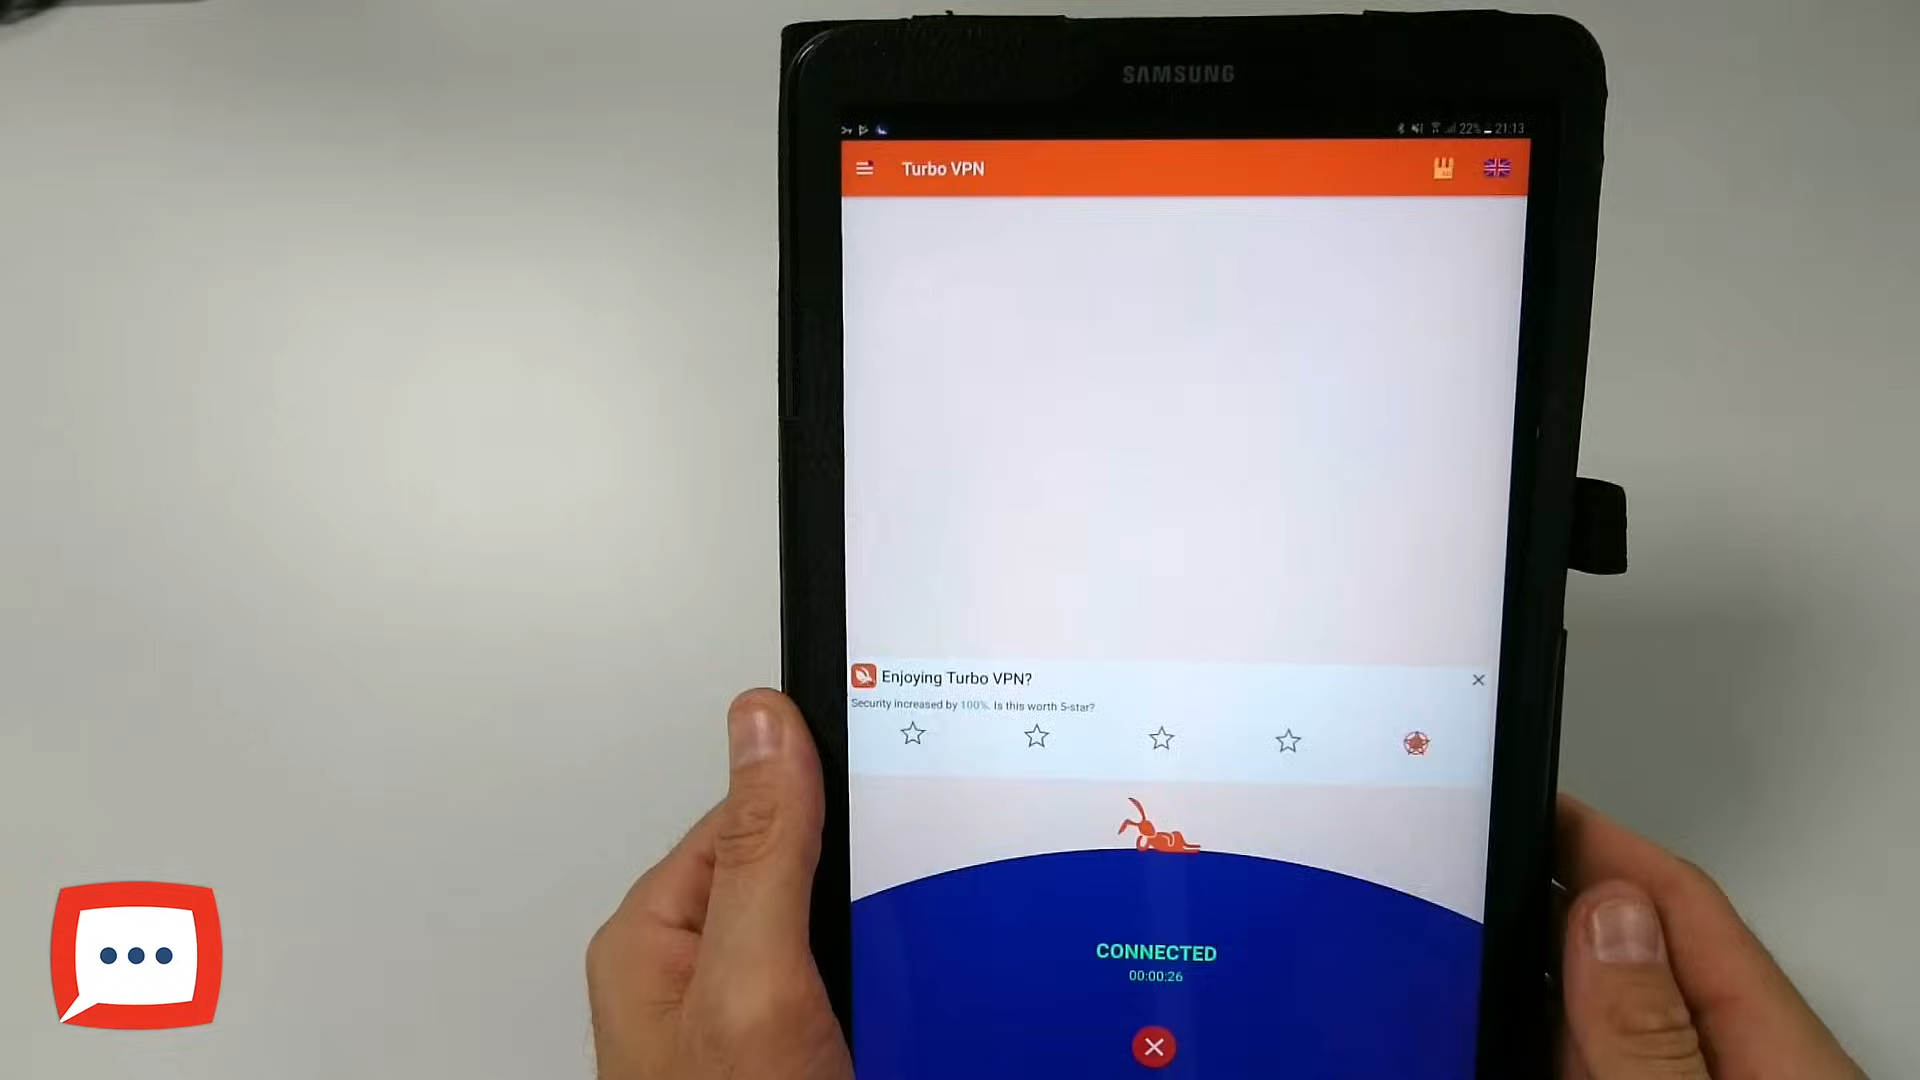 SAMSUNG
22% 21:13
Turbo VPN
Enjoying Turbo VPN?
Security increased by 100%. Is this worth 5-star?
CONNECTED
00:00:26